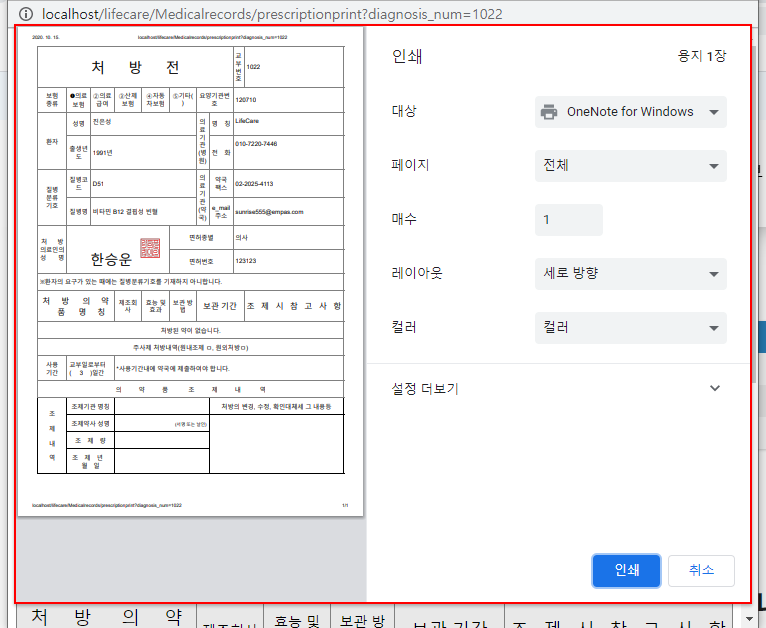 localhost/lifecare/Medicalrecords/prescriptionprint?diagnosis_num=1022
2020. 10. 15.
localhost/lifecare/Medicalrecords/prescriptionprint?diagnosis_num=1022
처 방 전
교부번호
1022
보험종류
●의료보험
②의료급여
③산재보험
④자동차보험
⑤기타( )
요양기관번호
120710
환자
성명
진은성
의료기관(병원)
명 칭
LifeCare
출생년도
1991년
전 화
010-7220-7446
질병분류기호
질병코드
D51
의료기관(약국)
약국팩스
02-2025-4113
질병명
비타민 B12 결핍성 빈혈
e_mail주소
sunrise555@empas.com
처 방
의료인의
성 명
한승운
면허종별
의사
면허번호
123123
※환자의 요구가 있는 때에는 질병분류기호를 기재하지 아니합니다.
처 방 의 약 품 명 칭
제조회사
효능 및 효과
보관 방법
보관 기간
조 제 시 참 고 사 항
처방된 약이 없습니다.
주사제 처방내역(원내조제 ㅁ, 원외처방ㅁ)
사용기간
교부일로부터
( 3 )일간
*사용기간내에 약국에 제출하여야 합니다.
의 약 품 조 제 내 역
조 제 내 역
조제기관 명칭
처방의 변경, 수정, 확인대체시 그 내용등
조제약사 성명
(서명 또는 날인)
조 제 량
조 제 년 월 일
localhost/lifecare/Medicalrecords/prescriptionprint?diagnosis_num=1022
1/1
인쇄
용지 1장
대상
OneNote for Windows
페이지
전체
매수
1
레이아웃
세로 방향
컬러
컬러
설정 더보기
인쇄
취소
처 방 의 약
제조회사
효능 및
보관 방
보관 기간
조 제 시 참 고 사 항